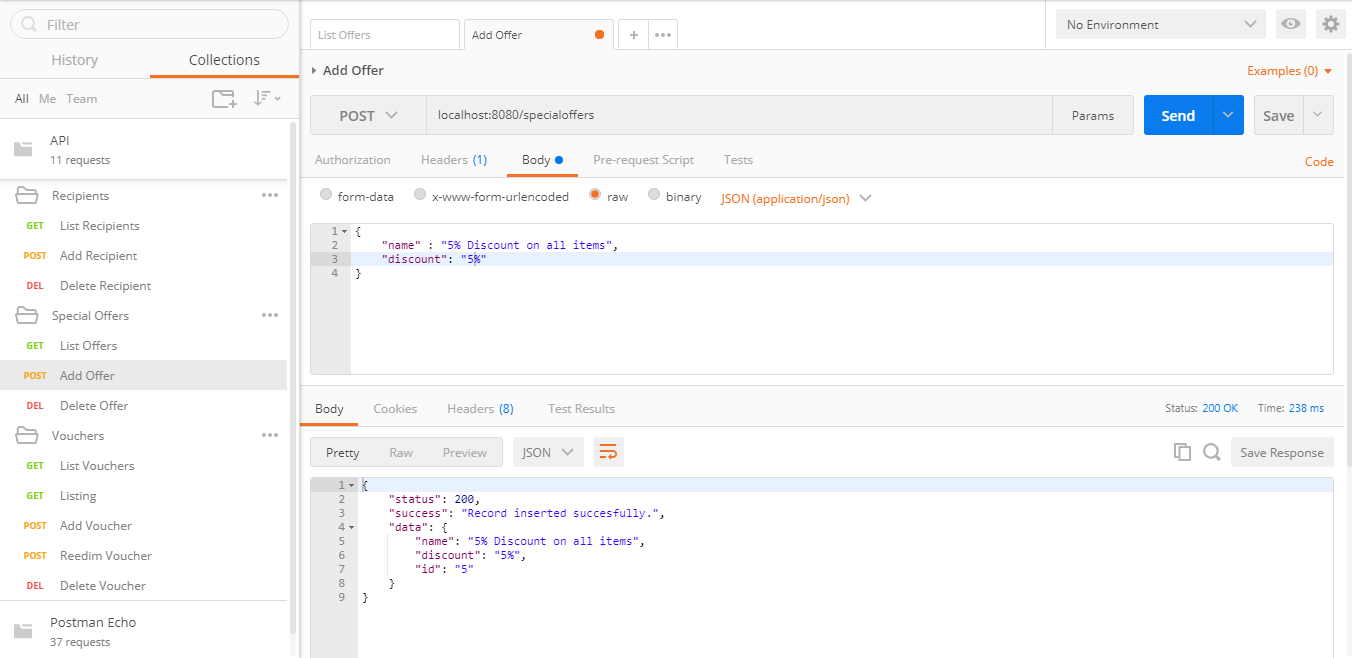 Filter
History Collections
All Me Team
API
11 requests
Recipients
GET List Recipients
POST Add Recipient
DEL Delete Recipient
Special Offers
GET List Offers
POST Add Offer
DEL Delete Offer
Vouchers
GET List Vouchers
GET Listing
POST Add Voucher
POST Reedim Voucher
DEL Delete Voucher
Postman Echo
37 requests
List Offers Add Offer + No Environment
Add Offer Examples (0)
POST localhost:8080/specialoffers Params Send Save
Authorization Headers (1) Body Pre-request Script Tests Code
form-data x-www-form-urlencoded raw binary JSON (application/json)
1 {
2 "name" : "5% Discount on all items",
3 "discount": "5%"
4 }
Body Cookies Headers (8) Test Results Status: 200 OK Time: 238 ms
Pretty Raw Preview JSON Save Response
1 {
2 "status": 200,
3 "success": "Record inserted succesfully.",
4 "data": {
5 "name": "5% Discount on all items",
6 "discount": "5%",
7 "id": "5"
8 }
9 }